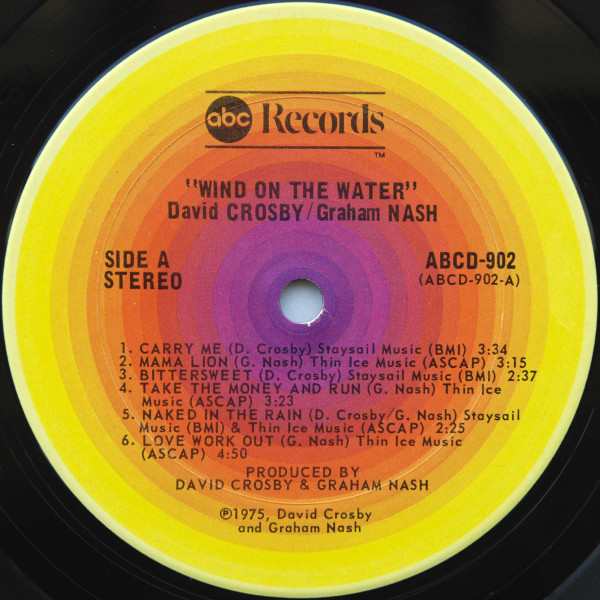 abc Records
™
"WIND ON THE WATER"
David CROSBY/Graham NASH
SIDE A
STEREO
ABCD-902
(ABCD-902-A)
1. CARRY ME (D. Crosby) Staysail Music (BMI) 3:34
2. MAMA LION (G. Nash) Thin Ice Music (ASCAP) 3:15
3. BITTERSWEET (D. Crosby) Staysail Music (BMI) 2:37
4. TAKE THE MONEY AND RUN (G. Nash) Thin Ice
Music (ASCAP) 3:23
5. NAKED IN THE RAIN (D. Crosby/G. Nash) Staysail
Music (BMI) & Thin Ice Music (ASCAP) 2:25
6. LOVE WORK OUT (G. Nash) Thin Ice Music
(ASCAP) 4:50
PRODUCED BY
DAVID CROSBY & GRAHAM NASH
℗1975, David Crosby
and Graham Nash